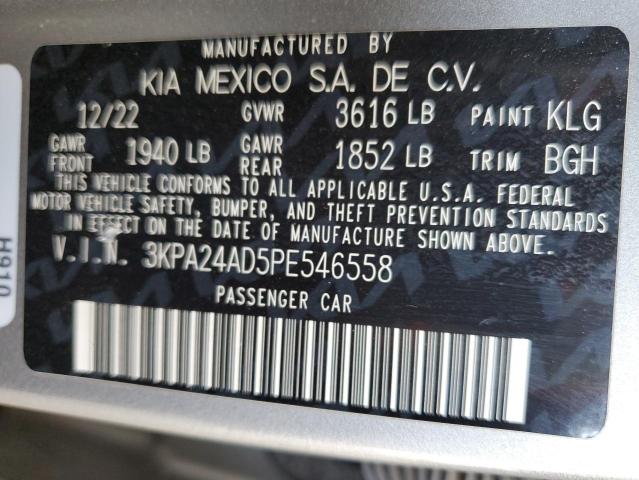 MANUFACTURED BY
KIA MEXICO S.A. DE C.V.
12/22 GVWR 3616 LB PAINT KLG
GAWR FRONT 1940 LB GAWR REAR 1852 LB TRIM BGH
THIS VEHICLE CONFORMS TO ALL APPLICABLE U.S.A. FEDERAL
MOTOR VEHICLE SAFETY, BUMPER, AND THEFT PREVENTION STANDARDS
IN EFFECT ON THE DATE OF MANUFACTURE SHOWN ABOVE.
V.I.N. 3KPA24AD5PE546558
PASSENGER CAR
H910